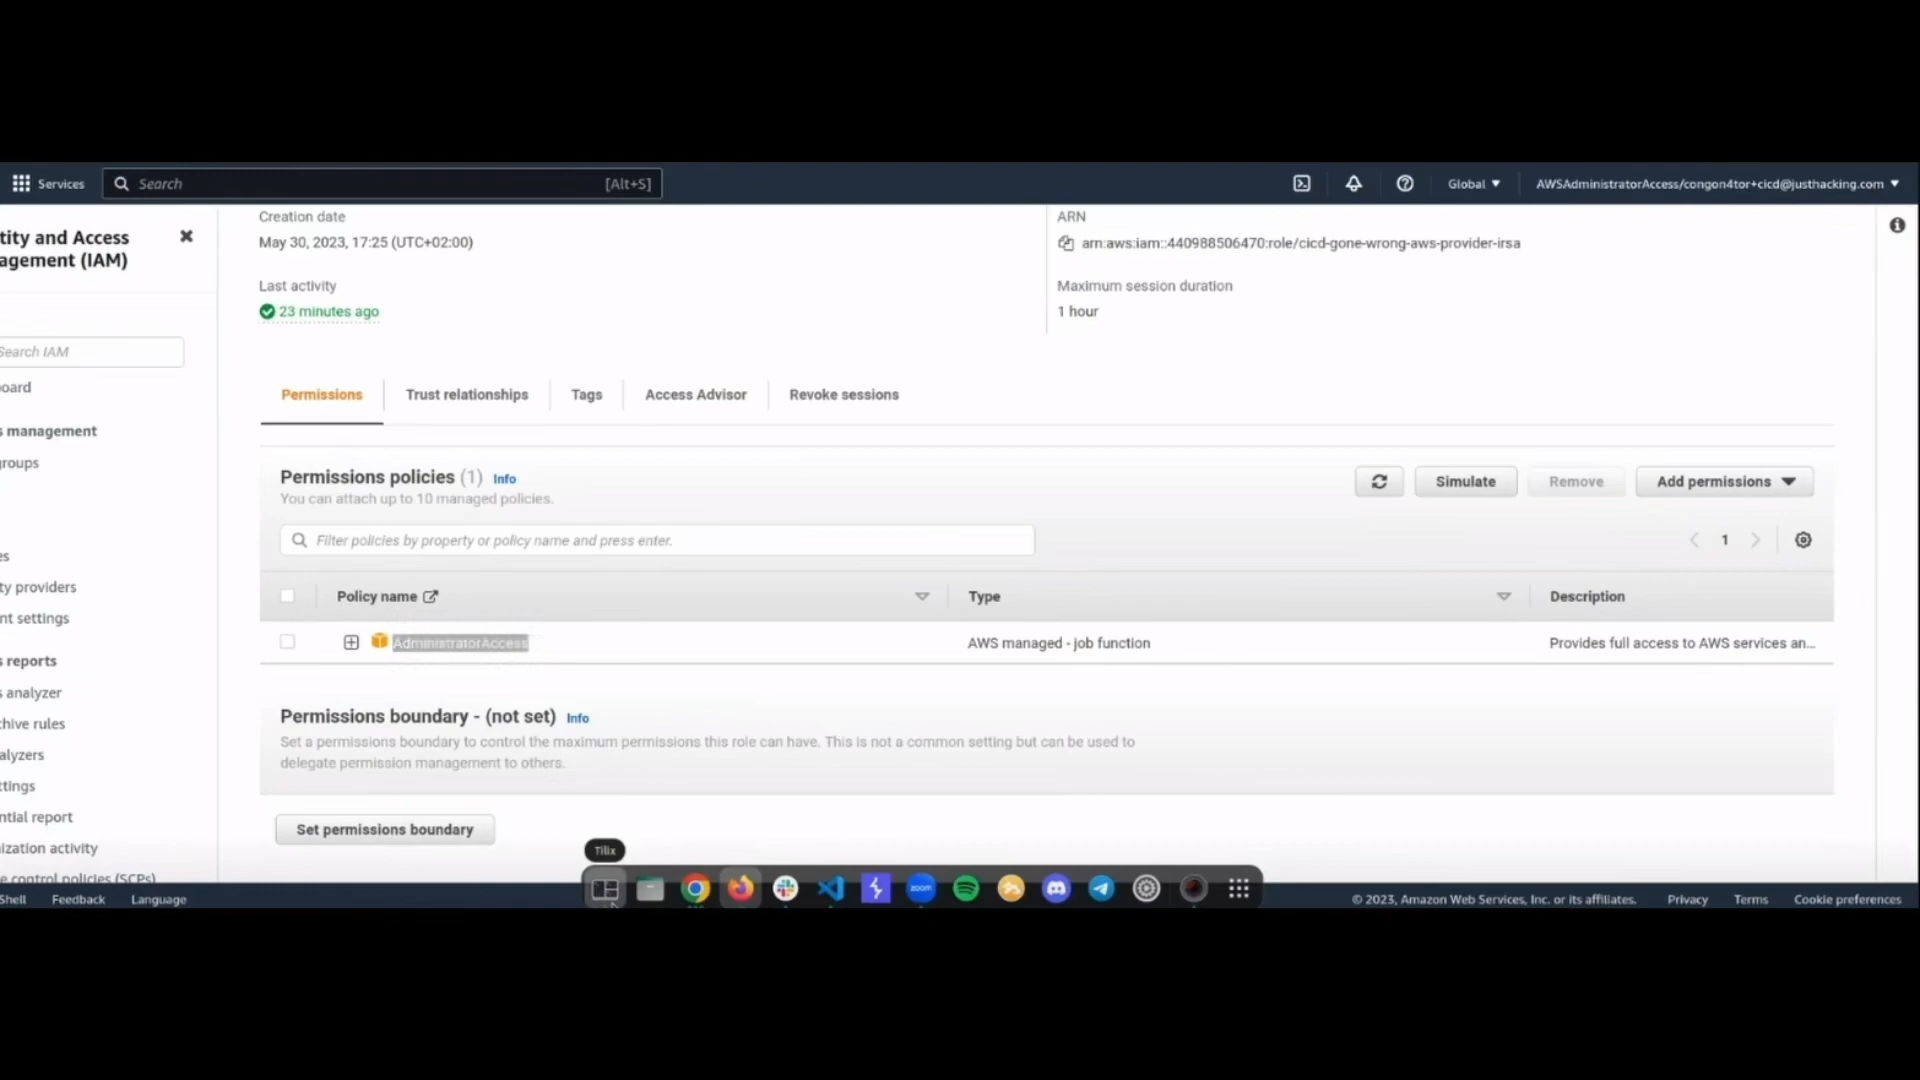 Services
Search
[Alt+S]
Global
AWSAdministratorAccess/congon4tor+cicd@justhacking.com
tity and Access
agement (IAM)
Search IAM
board
s management
groups
es
ty providers
nt settings
s reports
s analyzer
chive rules
alyzers
ttings
ntial report
ization activity
e control policies (SCPs)
Creation date
May 30, 2023, 17:25 (UTC+02:00)
Last activity
23 minutes ago
ARN
arn:aws:iam::440988506470:role/cicd-gone-wrong-aws-provider-irsa
Maximum session duration
1 hour
Permissions
Trust relationships
Tags
Access Advisor
Revoke sessions
Permissions policies (1) Info
You can attach up to 10 managed policies.
Simulate
Remove
Add permissions
Filter policies by property or policy name and press enter.
1
Policy name
Type
Description
AdministratorAccess
AWS managed - job function
Provides full access to AWS services an...
Permissions boundary - (not set) Info
Set a permissions boundary to control the maximum permissions this role can have. This is not a common setting but can be used to
delegate permission management to others.
Set permissions boundary
Tilix
zoom
Shell
Feedback
Language
© 2023, Amazon Web Services, Inc. or its affiliates.
Privacy
Terms
Cookie preferences